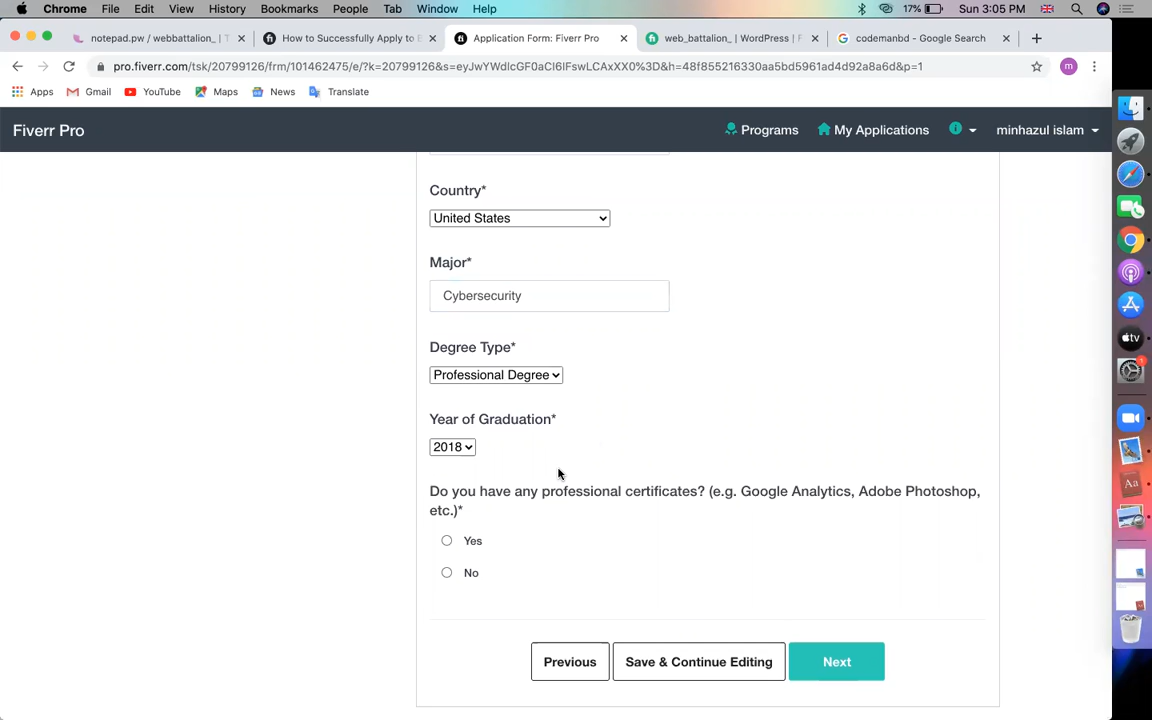 Chrome File Edit View History Bookmarks People Tab Window Help 17% Sun 3:05 PM
notepad.pw / webbattalion_ | T
How to Successfully Apply to
Application Form: Fiverr Pro
web_battalion_ | WordPress | F
codemanbd - Google Search
pro.fiverr.com/tsk/20799126/frm/101462475/e/?k=20799126&s=eyJwYWdlcGF0aCI6IFswLCAxXX0%3D&h=48f855216330aa5bd5961ad4d92a8a6d&p=1
m
Apps Gmail YouTube Maps News Translate
Fiverr Pro Programs My Applications minhazul islam
Country*
United States
Major*
Cybersecurity
Degree Type*
Professional Degree
Year of Graduation*
2018
Do you have any professional certificates? (e.g. Google Analytics, Adobe Photoshop,
etc.)*
Yes
No
Previous Save & Continue Editing Next
tv
1
Aa